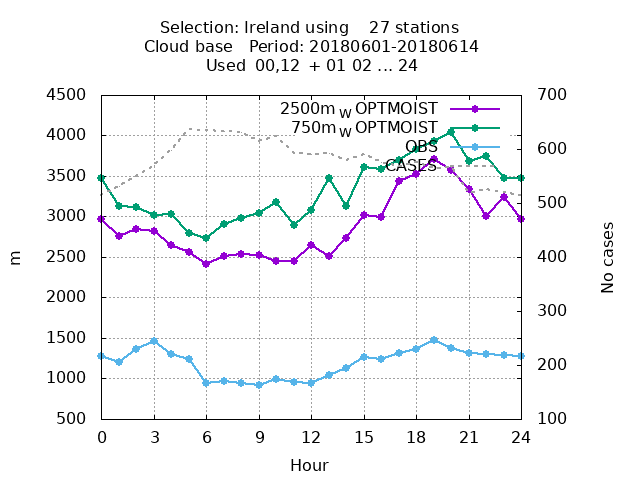 Selection: Ireland using    27 stations
Cloud base   Period: 20180601-20180614
Used  00,12  + 01 02 ... 24
4500 700
2500m W OPTMOIST
4000 750m W OPTMOIST 600
OBS
3500 CASES
3000 500
m 2500 400 No cases
2000 300
1500
1000 200
500 100
0 3 6 9 12 15 18 21 24
Hour